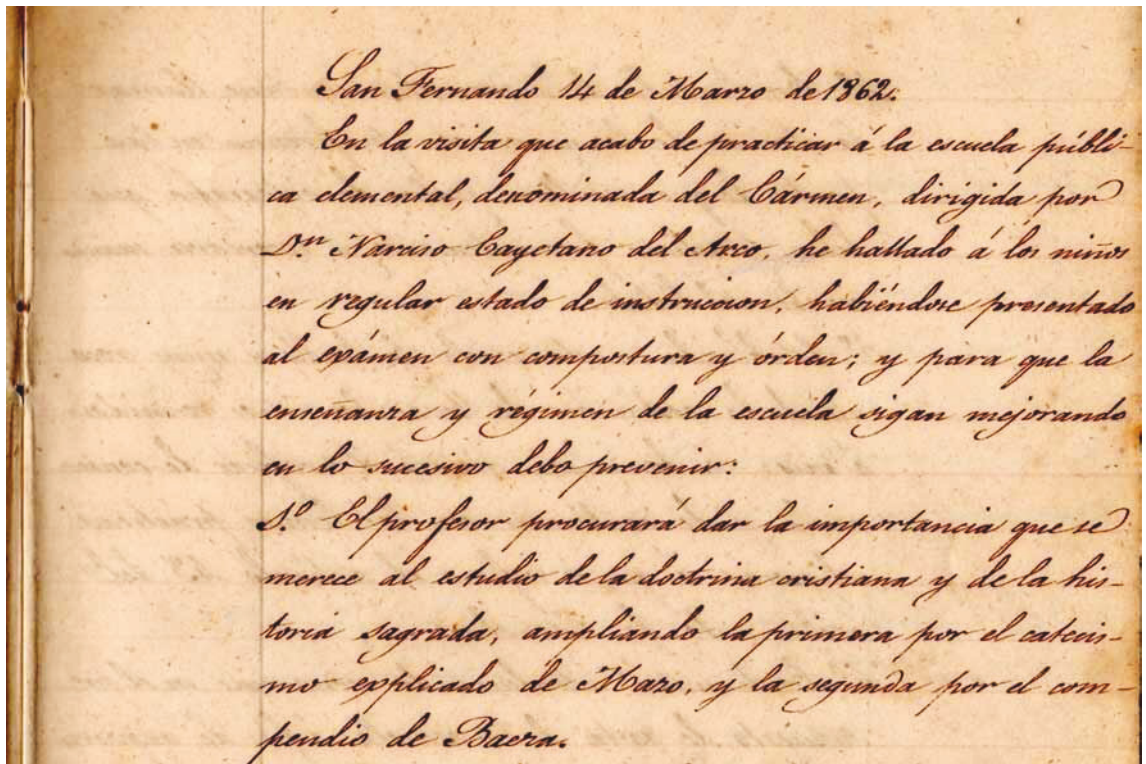 San Fernando 14 de Marzo de 1862.
En la visita que acabo de practicar á la escuela públi-
ca elemental, denominada del Cármen, dirigida por
Dn. Narciso Cayetano del Arco, he hallado á los niños
en regular estado de instruccion, habiéndose presentado
al exámen con compostura y órden; y para que la
enseñanza y régimen de la escuela sigan mejorando
en lo sucesivo debo prevenir:
1.º El profesor procurará dar la importancia que se
merece al estudio de la doctrina cristiana y de la his-
toria sagrada, ampliando la primera por el catecis-
mo explicado de Mazo, y la segunda por el com-
pendio de Baeza.